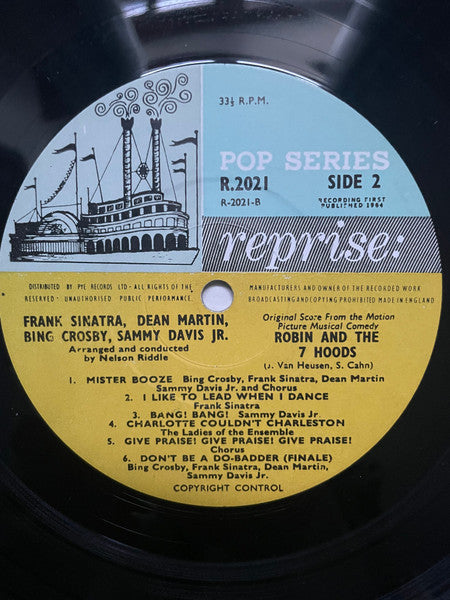 33⅓ R.P.M.
POP SERIES
R.2021 SIDE 2
R-2021-B RECORDING FIRST
PUBLISHED 1964
reprise:
DISTRIBUTED BY PYE RECORDS LTD - ALL RIGHTS OF THE
RESERVED - UNAUTHORISED PUBLIC PERFORMANCE.
MANUFACTURERS AND OWNER OF THE RECORDED WORK
BROADCASTING AND COPYING PROHIBITED MADE IN ENGLAND
FRANK SINATRA, DEAN MARTIN,
BING CROSBY, SAMMY DAVIS JR.
Arranged and conducted
by Nelson Riddle
Original Score From the Motion
Picture Musical Comedy
ROBIN AND THE
7 HOODS
(J. Van Heusen, S. Cahn)
1. MISTER BOOZE Bing Crosby, Frank Sinatra, Dean Martin
Sammy Davis Jr. and Chorus
2. I LIKE TO LEAD WHEN I DANCE
Frank Sinatra
3. BANG! BANG! Sammy Davis Jr.
4. CHARLOTTE COULDN'T CHARLESTON
The Ladies of the Ensemble
5. GIVE PRAISE! GIVE PRAISE! GIVE PRAISE!
Chorus
6. DON'T BE A DO-BADDER (FINALE)
Bing Crosby, Frank Sinatra, Dean Martin,
Sammy Davis Jr.
COPYRIGHT CONTROL